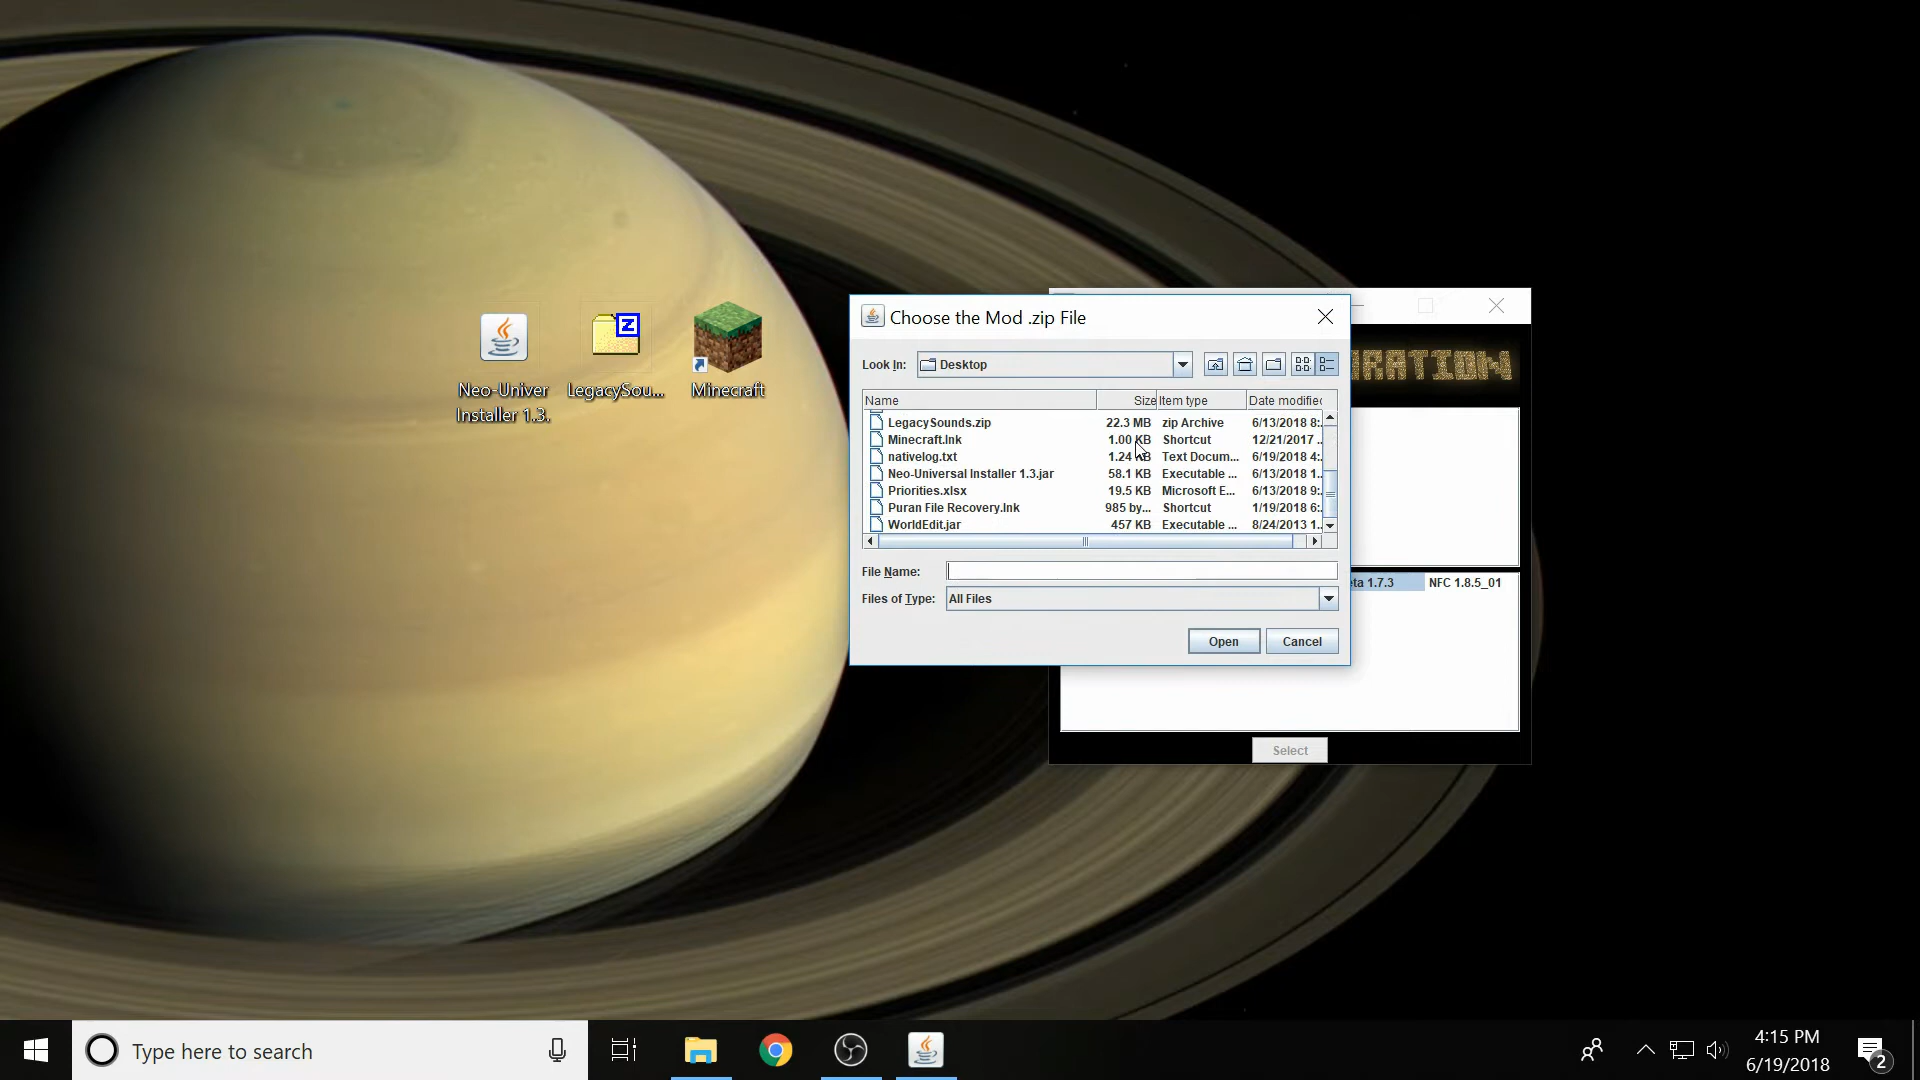 Neo-Univer
Installer 1.3.
LegacySou...
Minecraft
Choose the Mod .zip File
Look In:
Desktop
Name
Size
Item type
LegacySounds.zip 22.3 MB zip Archive 6/13/2018 8:.
Minecraft.lnk 1.00 KB Shortcut 12/21/2017 ..
nativelog.txt 1.24 KB Text Docum... 6/19/2018 4:.
Neo-Universal Installer 1.3.jar 58.1 KB Executable ... 6/13/2018 1..
Priorities.xlsx 19.5 KB Microsoft E... 6/13/2018 9:.
Puran File Recovery.lnk 985 by... Shortcut 1/19/2018 6:.
WorldEdit.jar 457 KB Executable ... 8/24/2013 1..
File Name:
Files of Type: All Files
Open Cancel
RATION
eta 1.7.3 NFC 1.8.5_01
Select
Type here to search
4:15 PM
6/19/2018
2